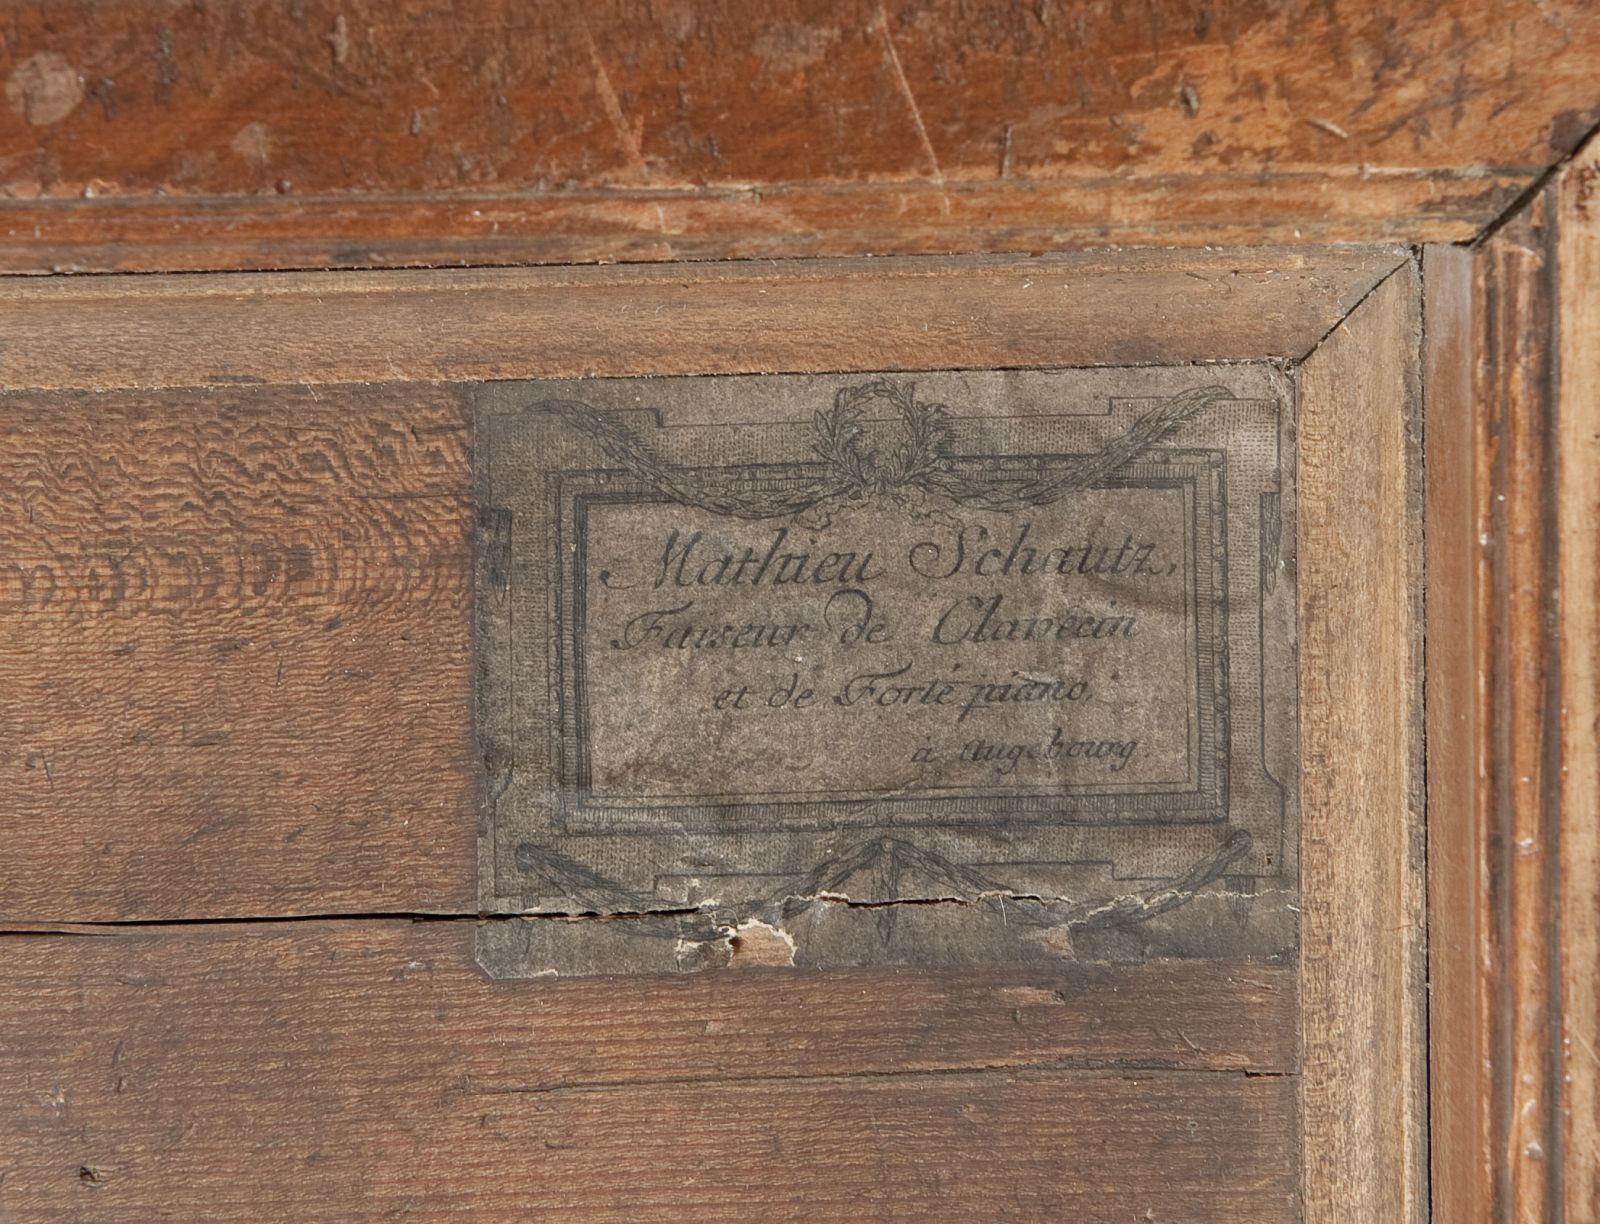 Mathieu Schautz,
Faiseur de Clavecin
et de Forté piano,
à Augsbourg.